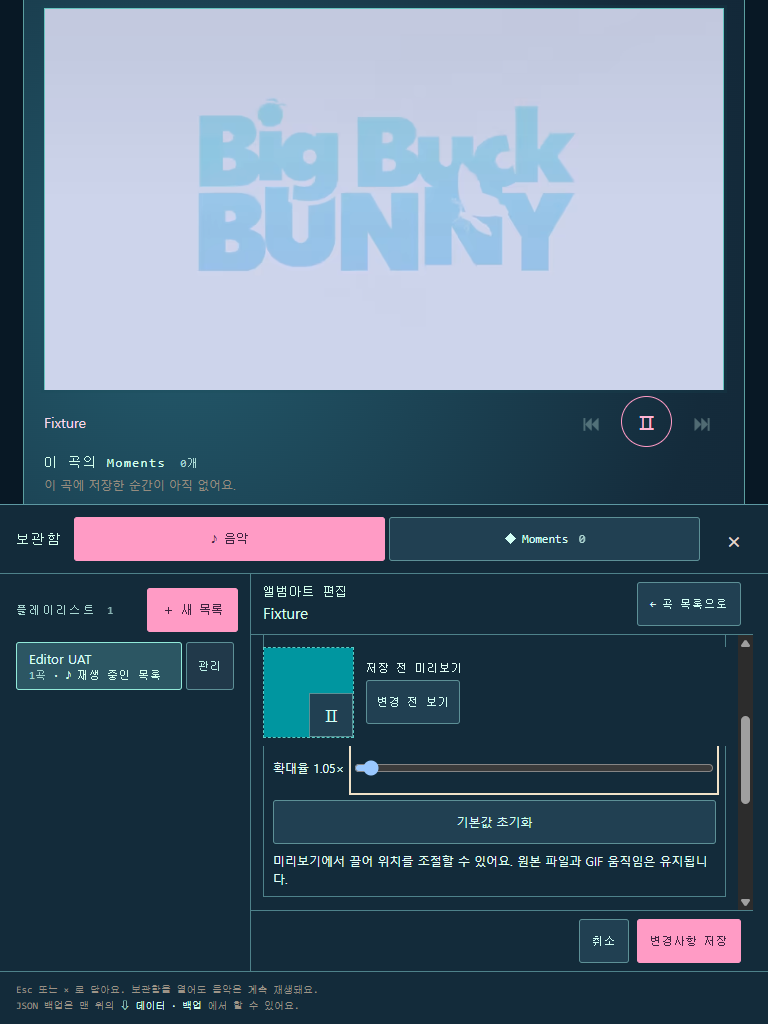 Big Buck
BUNNY
Fixture
이 곡의 Moments 0개
이 곡에 저장한 순간이 아직 없어요.
보관함
♪ 음악
◆ Moments 0
×
플레이리스트 1
+ 새 목록
Editor UAT
1곡 · ♪ 재생 중인 목록
관리
앨범아트 편집
Fixture
← 곡 목록으로
저장 전 미리보기
변경 전 보기
확대율 1.05×
기본값 초기화
미리보기에서 끌어 위치를 조절할 수 있어요. 원본 파일과 GIF 움직임은 유지됩니
다.
취소
변경사항 저장
Esc 또는 × 로 닫아요. 보관함을 열어도 음악은 계속 재생돼요.
JSON 백업은 맨 위의 ⇩ 데이터 · 백업 에서 할 수 있어요.